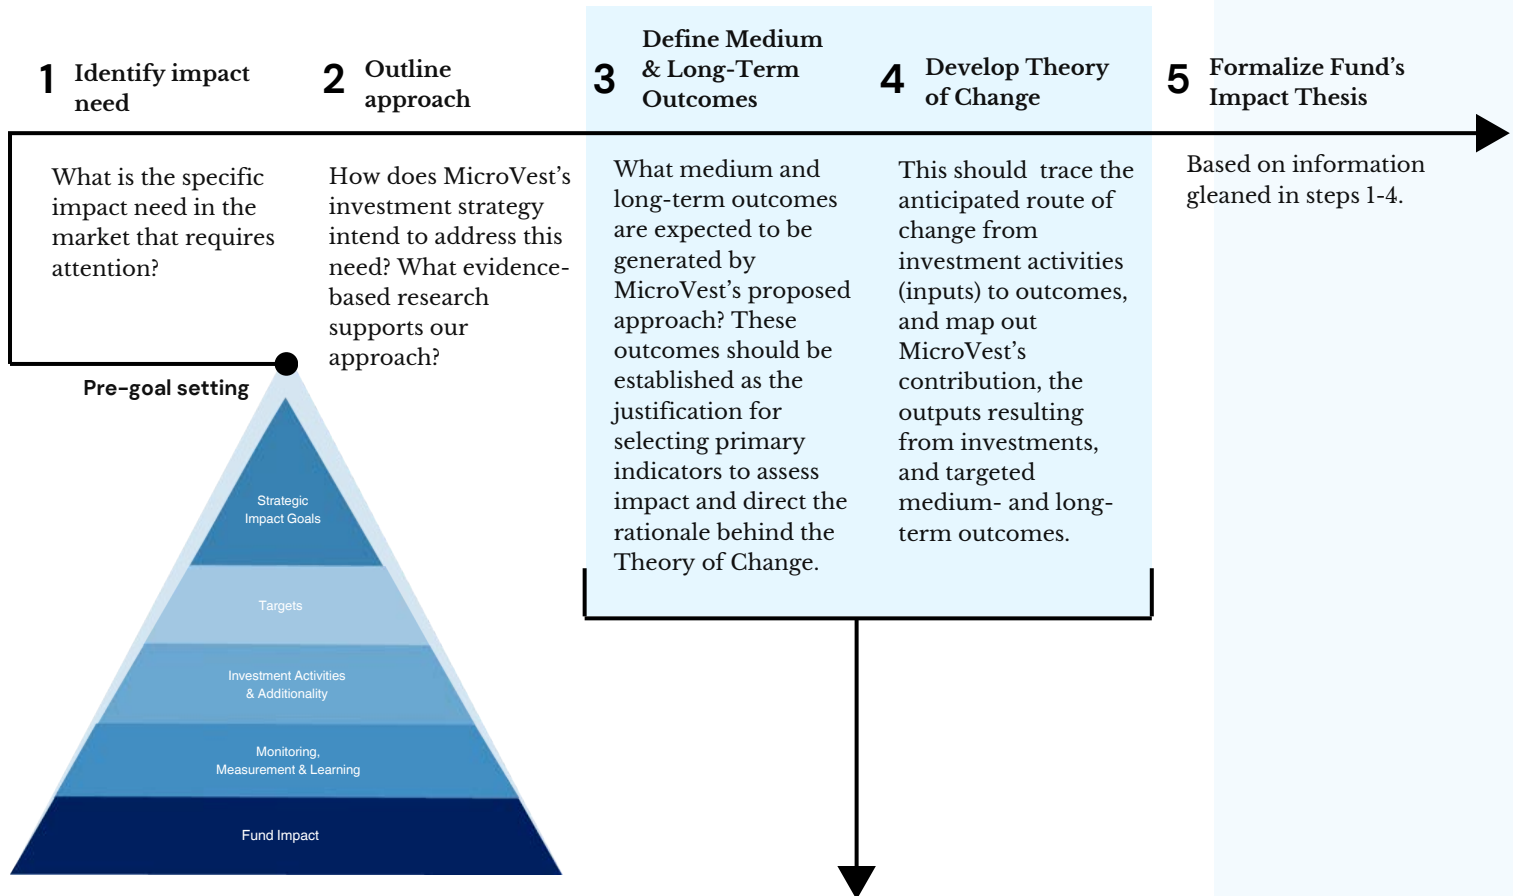 1 Identify impact
need
2 Outline
approach
3 Define Medium
& Long-Term
Outcomes
4 Develop Theory
of Change
5 Formalize Fund’s
Impact Thesis
What is the specific
impact need in the
market that requires
attention?
How does MicroVest’s
investment strategy
intend to address this
need? What evidence-
based research
supports our
approach?
What medium and
long-term outcomes
are expected to be
generated by
MicroVest’s proposed
approach? These
outcomes should be
established as the
justification for
selecting primary
indicators to assess
impact and direct the
rationale behind the
Theory of Change.
This should trace the
anticipated route of
change from
investment activities
(inputs) to outcomes,
and map out
MicroVest’s
contribution, the
outputs resulting
from investments,
and targeted
medium- and long-
term outcomes.
Based on information
gleaned in steps 1-4.
Pre-goal setting
Strategic
Impact Goals
Targets
Investment Activities
& Additionality
Monitoring,
Measurement & Learning
Fund Impact